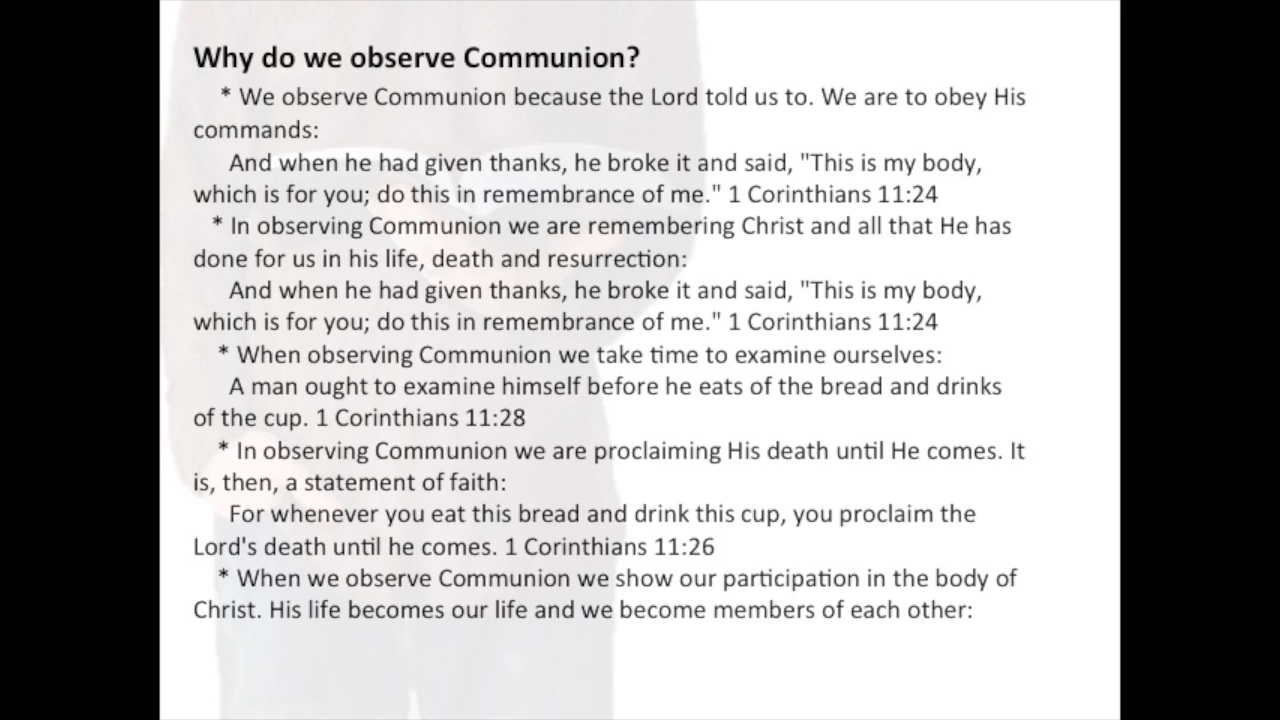 Why do we observe Communion?
* We observe Communion because the Lord told us to. We are to obey His
commands:
And when he had given thanks, he broke it and said, "This is my body,
which is for you; do this in remembrance of me." 1 Corinthians 11:24
* In observing Communion we are remembering Christ and all that He has
done for us in his life, death and resurrection:
And when he had given thanks, he broke it and said, "This is my body,
which is for you; do this in remembrance of me." 1 Corinthians 11:24
* When observing Communion we take time to examine ourselves:
A man ought to examine himself before he eats of the bread and drinks
of the cup. 1 Corinthians 11:28
* In observing Communion we are proclaiming His death until He comes. It
is, then, a statement of faith:
For whenever you eat this bread and drink this cup, you proclaim the
Lord's death until he comes. 1 Corinthians 11:26
* When we observe Communion we show our participation in the body of
Christ. His life becomes our life and we become members of each other: